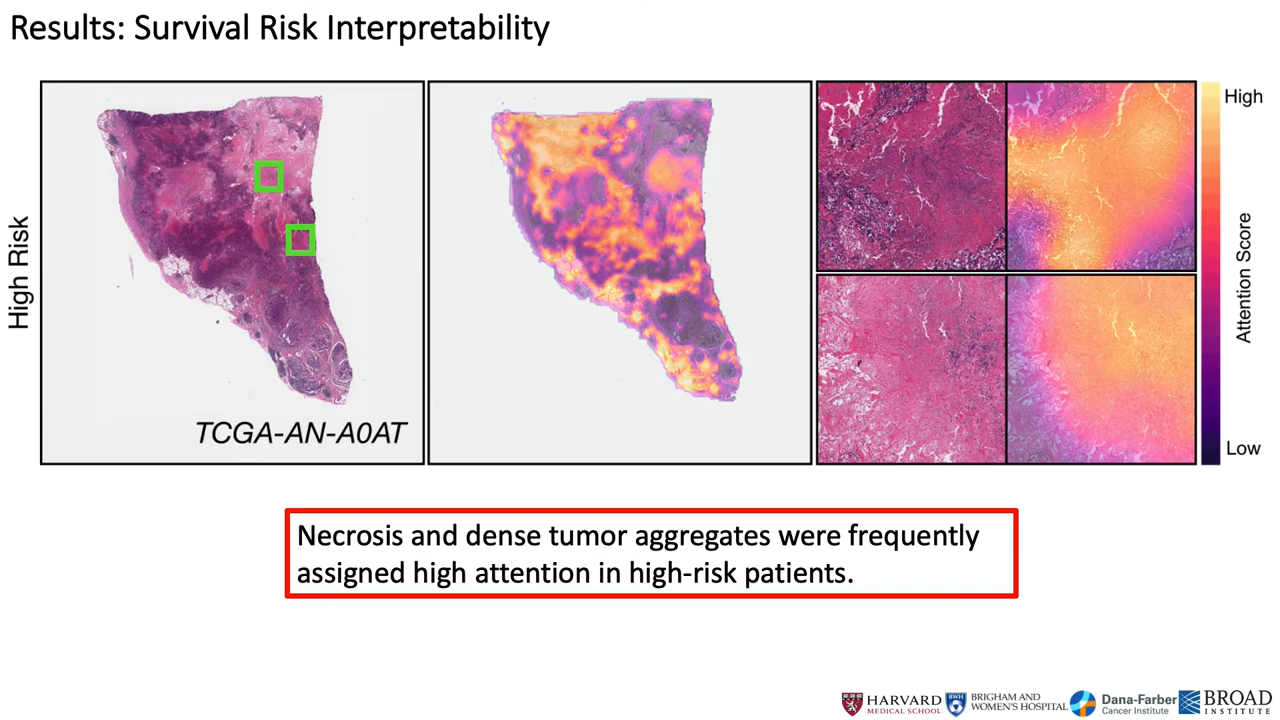 Results: Survival Risk Interpretability
High Risk
TCGA-AN-A0AT
High
Attention Score
Low
Necrosis and dense tumor aggregates were frequently
assigned high attention in high-risk patients.
HARVARD
MEDICAL SCHOOL
BWH
BRIGHAM AND
WOMEN'S HOSPITAL
Dana-Farber
Cancer Institute
BROAD
INSTITUTE